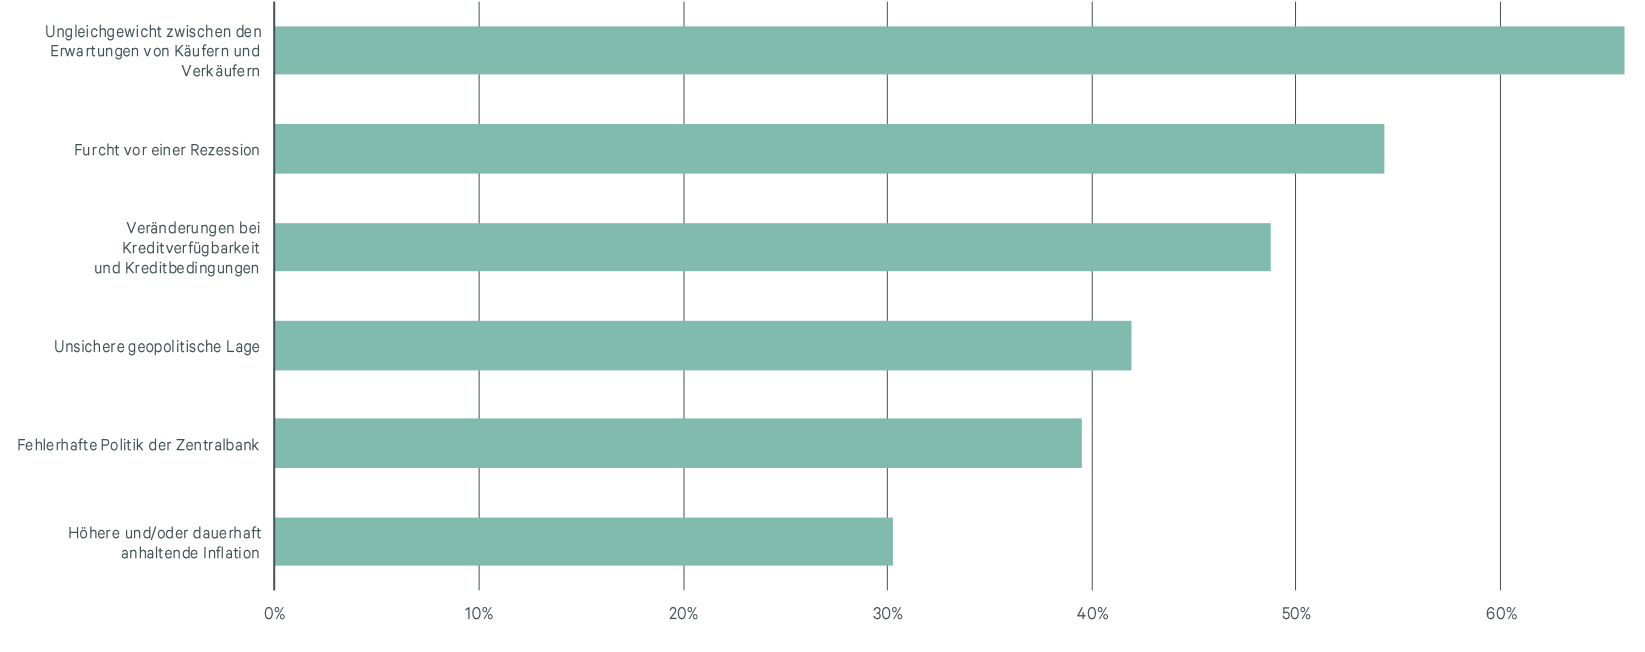 Ungleichgewicht zwischen den
Erwartungen von Käufern und
Verkäufern
Furcht vor einer Rezession
Veränderungen bei
Kreditverfügbarkeit
und Kreditbedingungen
Unsichere geopolitische Lage
Fehlerhafte Politik der Zentralbank
Höhere und/oder dauerhaft
anhaltende Inflation
0% 10% 20% 30% 40% 50% 60%